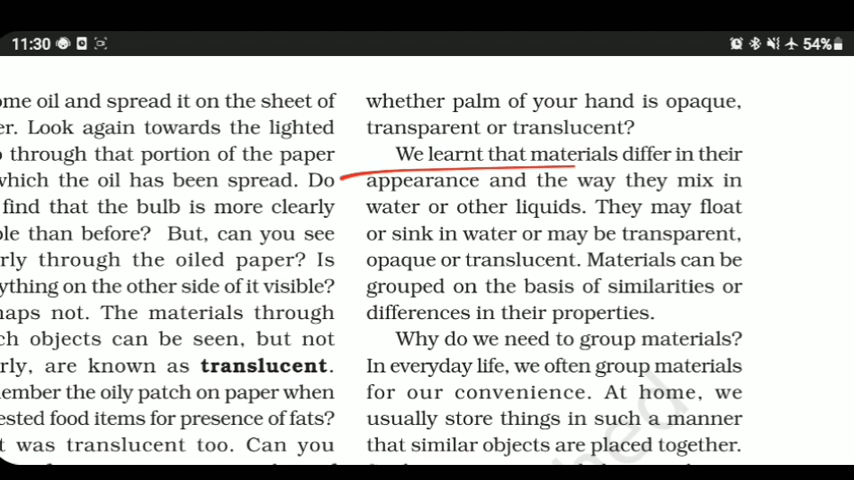 11:30
54%
ome oil and spread it on the sheet of
er. Look again towards the lighted
through that portion of the paper
which the oil has been spread. Do
find that the bulb is more clearly
ble than before? But, can you see
rly through the oiled paper? Is
ything on the other side of it visible?
haps not. The materials through
ch objects can be seen, but not
rly, are known as translucent.
ember the oily patch on paper when
ested food items for presence of fats?
t was translucent too. Can you
whether palm of your hand is opaque,
transparent or translucent?
We learnt that materials differ in their
appearance and the way they mix in
water or other liquids. They may float
or sink in water or may be transparent,
opaque or translucent. Materials can be
grouped on the basis of similarities or
differences in their properties.
Why do we need to group materials?
In everyday life, we often group materials
for our convenience. At home, we
usually store things in such a manner
that similar objects are placed together.